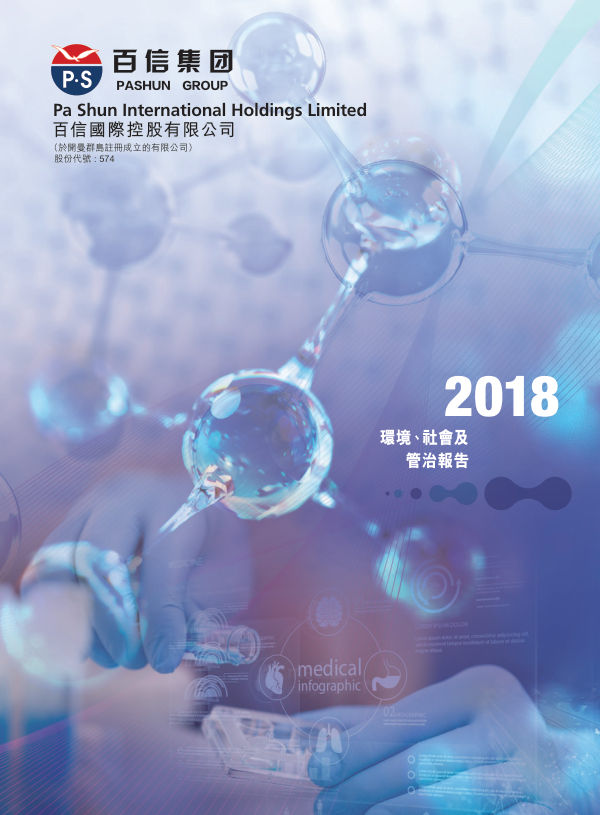 P·S
百信集团
PASHUN GROUP
Pa Shun International Holdings Limited
百信國際控股有限公司
（於開曼群島註冊成立的有限公司）
股份代號：574
2018
環境、社會及
管治報告
medical
infographic